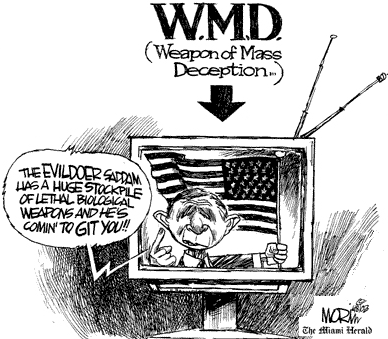 W.M.D.
(Weapon of Mass
Deception...)
THE EVILDOER SADDAM
HAS A HUGE STOCKPILE
OF LETHAL BIOLOGICAL
WEAPONS AND HE'S
COMIN' TO GIT YOU!!
MORIN
The Miami Herald